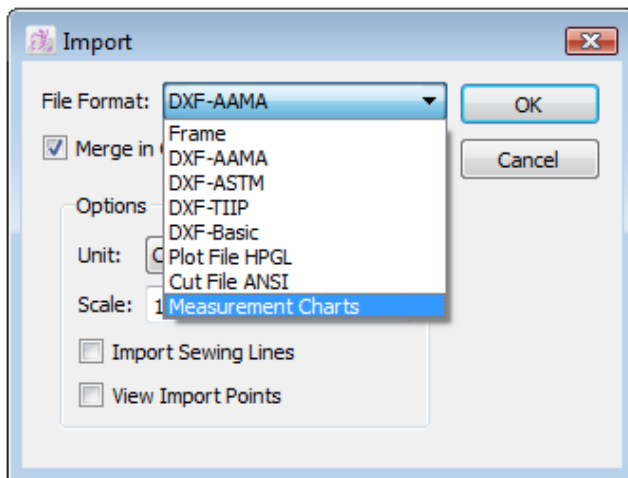 Import
File Format: DXF-AAMA
OK
Frame
Merge in
DXF-AAMA
Cancel
DXF-ASTM
Options
DXF-TIIP
DXF-Basic
Unit:
Plot File HPGL
Cut File ANSI
Scale: 1
Measurement Charts
Import Sewing Lines
View Import Points